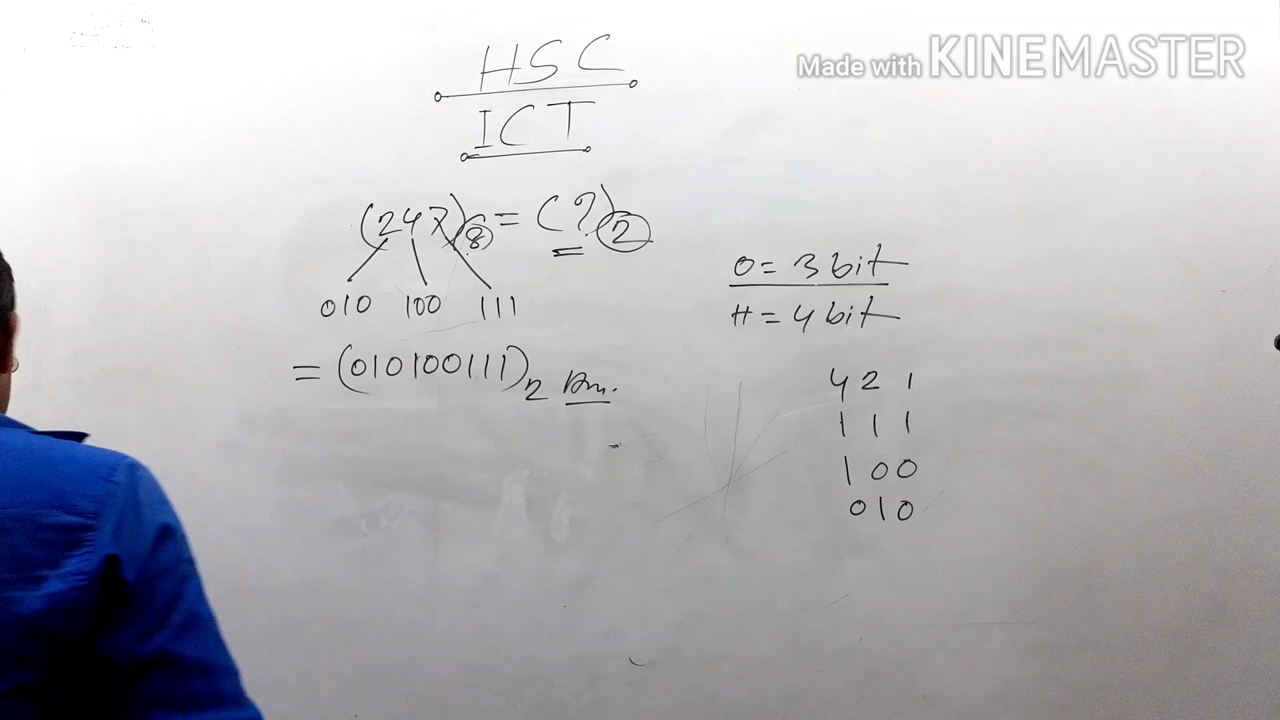 Made with KINEMASTER
HSC
ICT
(247)8 = (?)2
010 100 111
= (010100111)2 Ans.
O = 3 bit
H = 4 bit
4 2 1
1 1 1
1 0 0
0 1 0